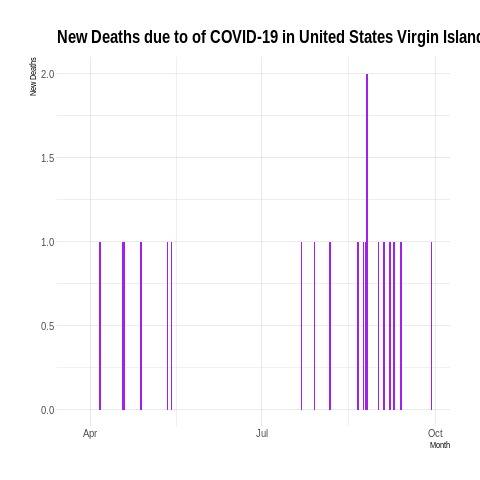 New Deaths due to of COVID-19 in United States Virgin Island
New Deaths
2.0
1.5
1.0
0.5
0.0
Apr
Jul
Oct
Month